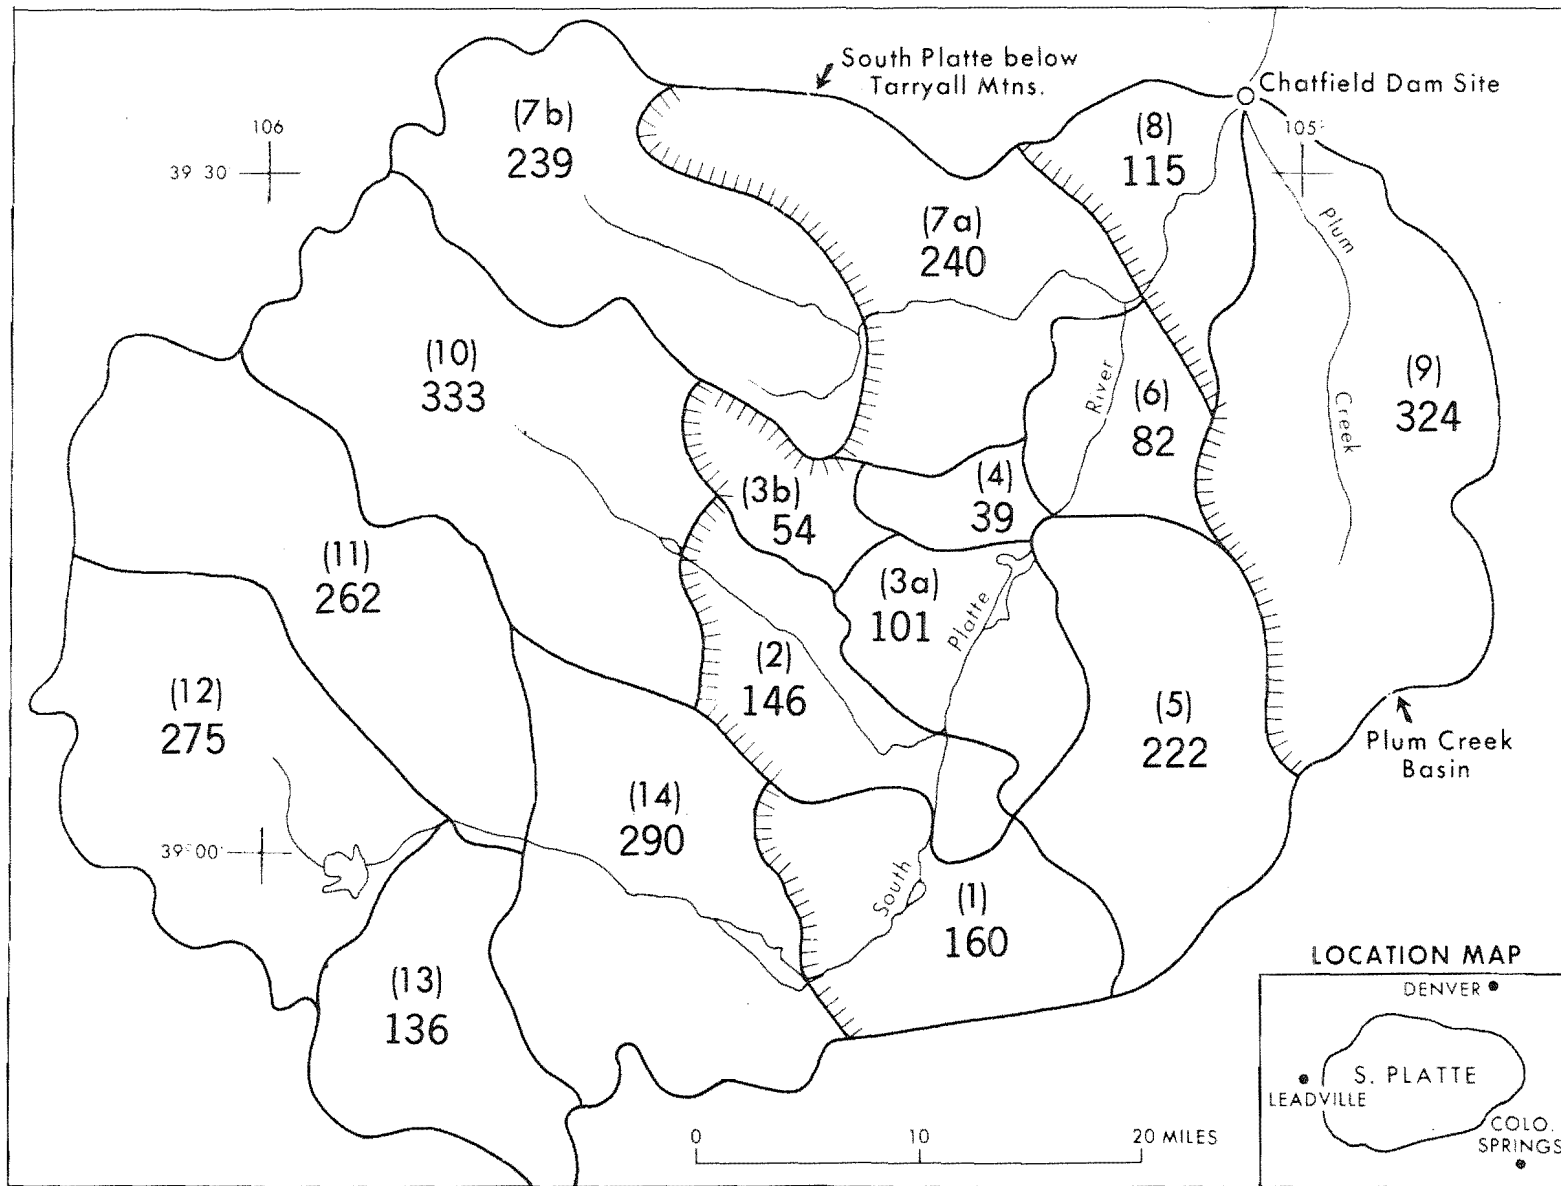 South Platte below
Tarryall Mtns.
Chatfield Dam Site
(7b)
239
106
39 30
(8)
115
105°
Plum
Creek
(7a)
240
(10)
333
River
(6)
82
(9)
324
(3b)
54
(4)
39
(11)
262
(3a)
101
Platte
(2)
146
(12)
275
(5)
222
Plum Creek
Basin
(14)
290
39°00'
South
(1)
160
(13)
136
LOCATION MAP
DENVER
S. PLATTE
LEADVILLE
COLO.
SPRINGS
0 10 20 MILES